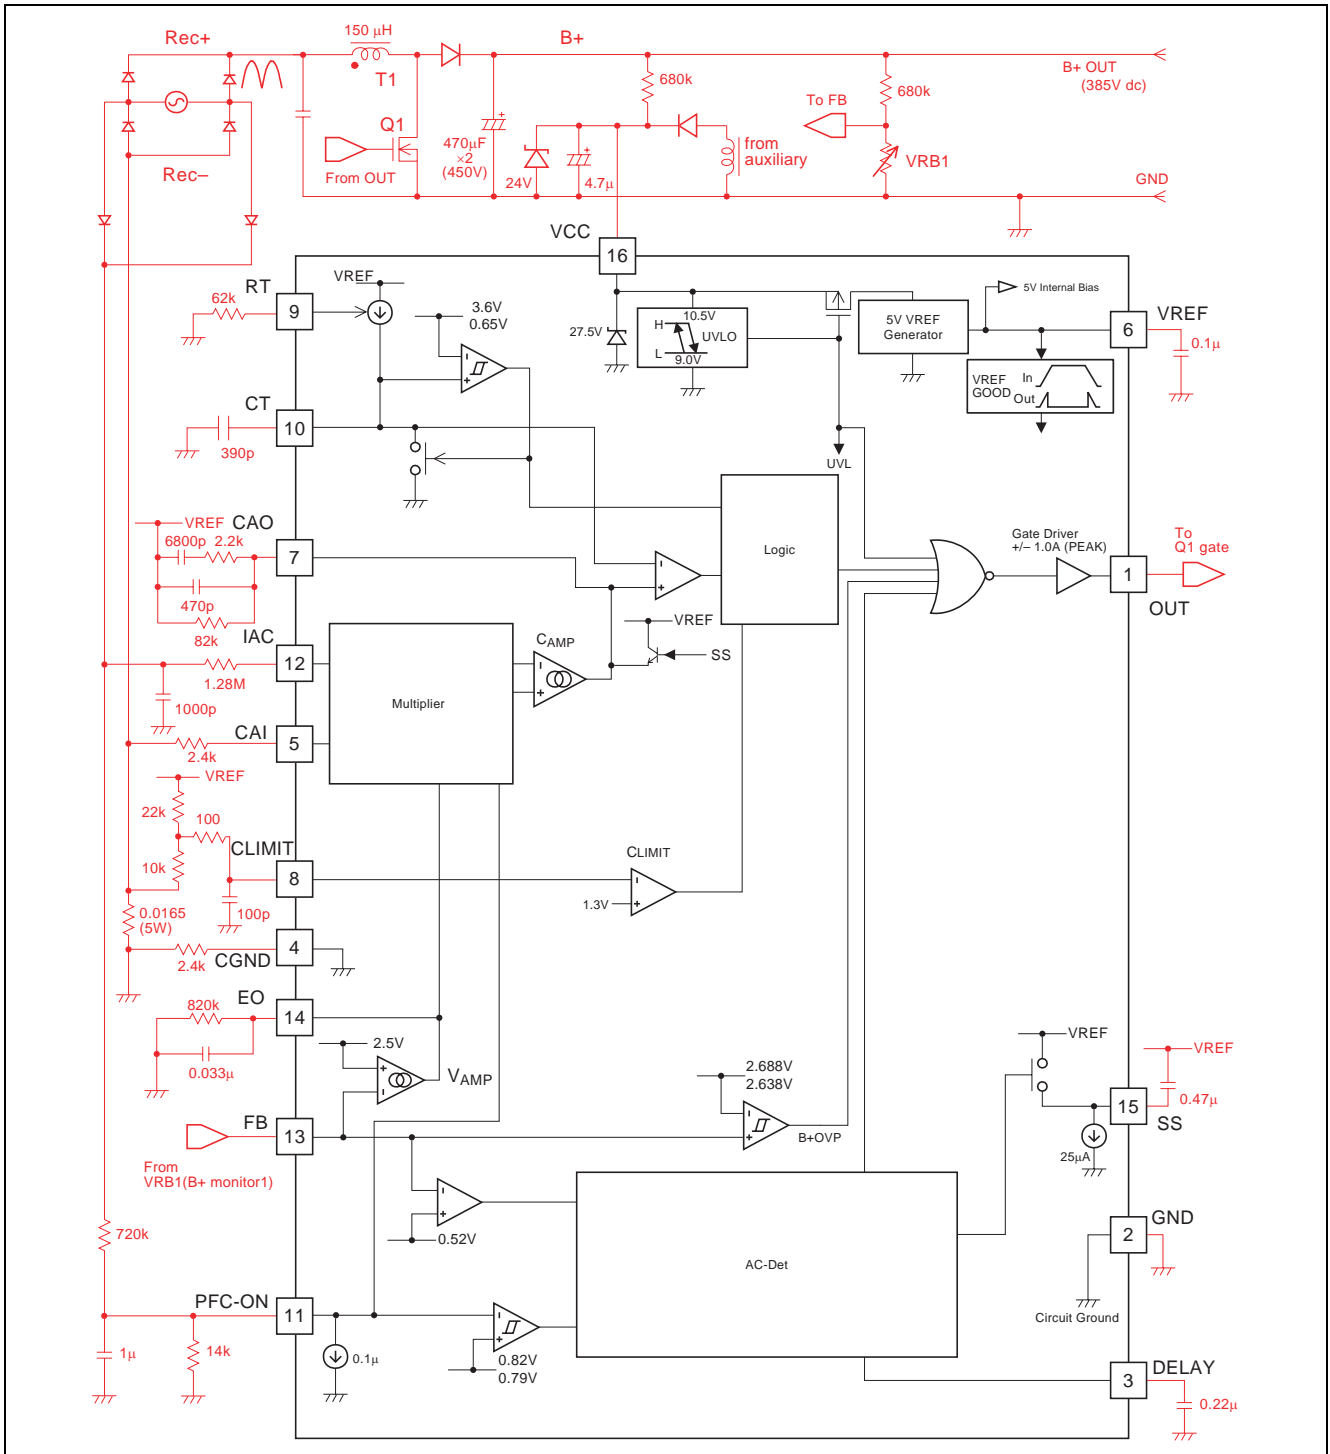 Rec+
150 µH
T1
B+
B+ OUT
(385V dc)
680k
680k
To FB
Q1
From OUT
470µF
×2
(450V)
24V
4.7µ
from
auxiliary
VRB1
GND
Rec–
VCC
16
RT
62k
9
VREF
3.6V
0.65V
27.5V
10.5V
H
UVLO
L
9.0V
5V VREF
Generator
5V Internal Bias
6
VREF
0.1µ
VREF
GOOD
In
Out
CT
390p
10
UVL
VREF
CAO
6800p
2.2k
7
470p
82k
Logic
Gate Driver
+/– 1.0A (PEAK)
1
OUT
To
Q1 gate
IAC
12
1.28M
1000p
Multiplier
CAMP
VREF
SS
CAI
5
2.4k
VREF
22k
100
10k
CLIMIT
8
100p
CLIMIT
1.3V
0.0165
(5W)
2.4k
CGND
4
EO
820k
14
0.033µ
2.5V
VAMP
FB
13
From
VRB1(B+ monitor1)
2.688V
2.638V
B+OVP
VREF
25µA
15
SS
VREF
0.47µ
0.52V
AC-Det
720k
PFC-ON
11
1µ
14k
0.1µ
0.82V
0.79V
2
GND
Circuit Ground
3
DELAY
0.22µ